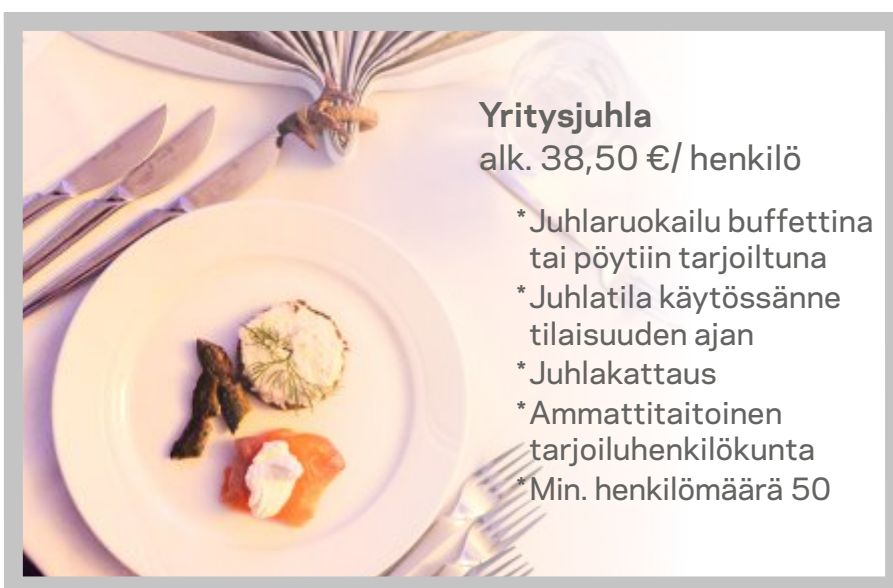 Yritysjuhla
alk. 38,50 €/ henkilö
*Juhlaruokailu buffettina
tai pöytiin tarjoiltuna
*Juhlatila käytössänne
tilaisuuden ajan
*Juhlakattaus
*Ammattitaitoinen
tarjoiluhenkilökunta
*Min. henkilömäärä 50